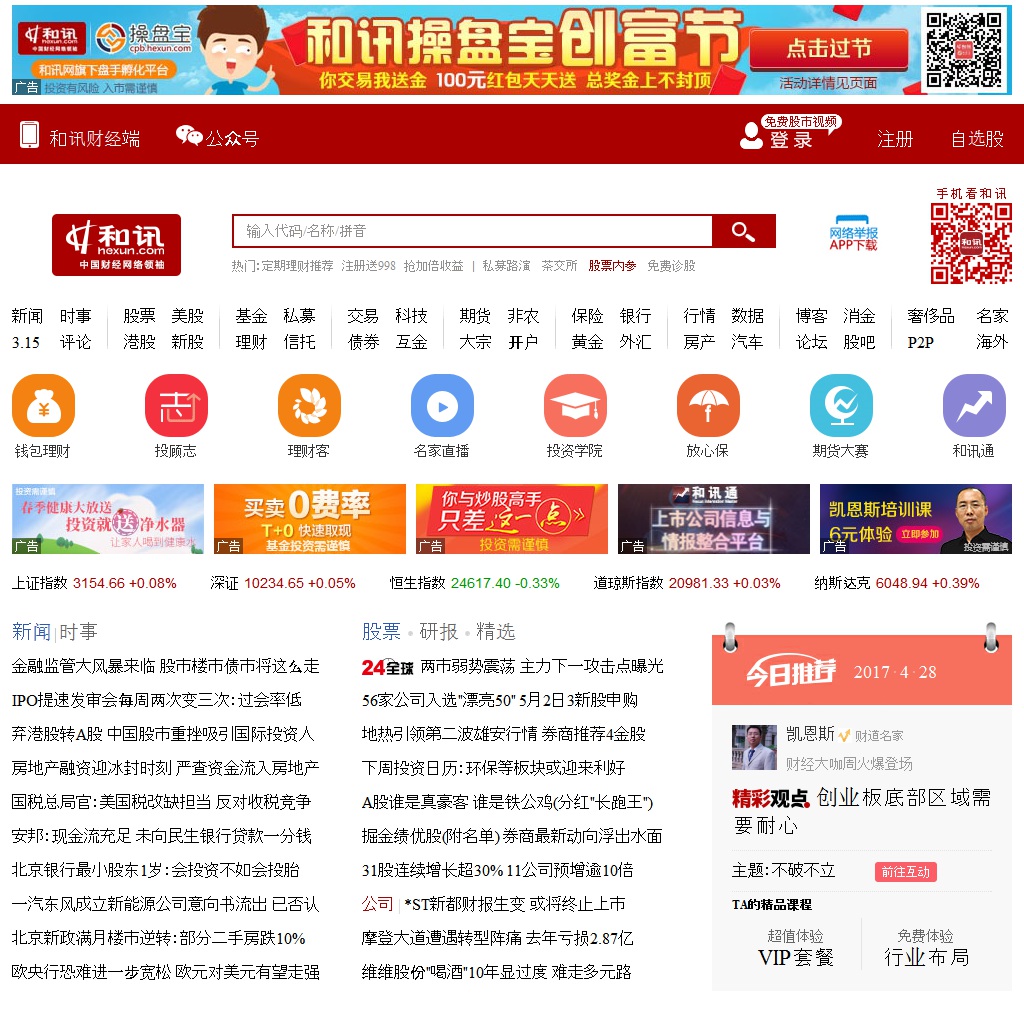 和讯
中国财经网络领袖
操盘宝
cpb.hexun.com
和讯网旗下盘手孵化平台
广告 投资有风险 入市需谨慎
和讯操盘宝创富节
你交易我送金 100元红包天天送 总奖金上不封顶
点击过节
活动详情见页面
和讯财经端
公众号
免费股市视频
登录
注册
自选股
和讯
hexun.com
中国财经网络领袖
输入代码/名称/拼音
热门:定期理财推荐 注册送998 抢加倍收益 | 私募路演 茶交所 股票内参 免费诊股
网络举报
APP下载
手机看和讯
和讯
新闻 时事 股票 美股 基金 私募 交易 科技 期货 非农 保险 银行 行情 数据 博客 消金 奢侈品 名家
3.15 评论 港股 新股 理财 信托 债券 互金 大宗 开户 黄金 外汇 房产 汽车 论坛 股吧 P2P 海外
钱包理财 投顾志 理财客 名家直播 投资学院 放心保 期货大赛 和讯通
投资需谨慎
春季健康大放送
投资就送净水器
让家人喝到健康水
广告
买卖0费率
T+0 快速取现
基金投资需谨慎
广告
你与炒股高手
只差这一点
投资需谨慎
广告
和讯通
上市公司信息与
情报整合平台
广告
凯恩斯培训课
6元体验 立即参加
投资需谨慎
广告
上证指数 3154.66 +0.08% 深证 10234.65 +0.05% 恒生指数 24617.40 -0.33% 道琼斯指数 20981.33 +0.03% 纳斯达克 6048.94 +0.39%
新闻|时事
金融监管大风暴来临 股市楼市债市将这么走
IPO提速发审会每周两次变三次:过会率低
弃港股转A股 中国股市重挫吸引国际投资人
房地产融资迎冰封时刻 严查资金流入房地产
国税总局官:美国税改缺担当 反对收税竞争
安邦:现金流充足 未向民生银行贷款一分钱
北京银行最小股东1岁:会投资不如会投胎
一汽东风成立新能源公司意向书流出 已否认
北京新政满月楼市逆转:部分二手房跌10%
欧央行恐难进一步宽松 欧元对美元有望走强
股票 • 研报 • 精选
24全球 两市弱势震荡 主力下一攻击点曝光
56家公司入选"漂亮50" 5月2日3新股申购
地热引领第二波雄安行情 券商推荐4金股
下周投资日历:环保等板块或迎来利好
A股谁是真豪客 谁是铁公鸡(分红"长跑王")
掘金绩优股(附名单) 券商最新动向浮出水面
31股连续增长超30% 11公司预增逾10倍
公司 | *ST新都财报生变 或将终止上市
摩登大道遭遇转型阵痛 去年亏损2.87亿
维维股份"喝酒"10年显过度 难走多元路
今日推荐 2017·4·28
凯恩斯 财道名家
财经大咖周火爆登场
精彩观点 创业板底部区域需
要耐心
主题:不破不立 前往互动
TA的精品课程
超值体验
VIP套餐
免费体验
行业布局